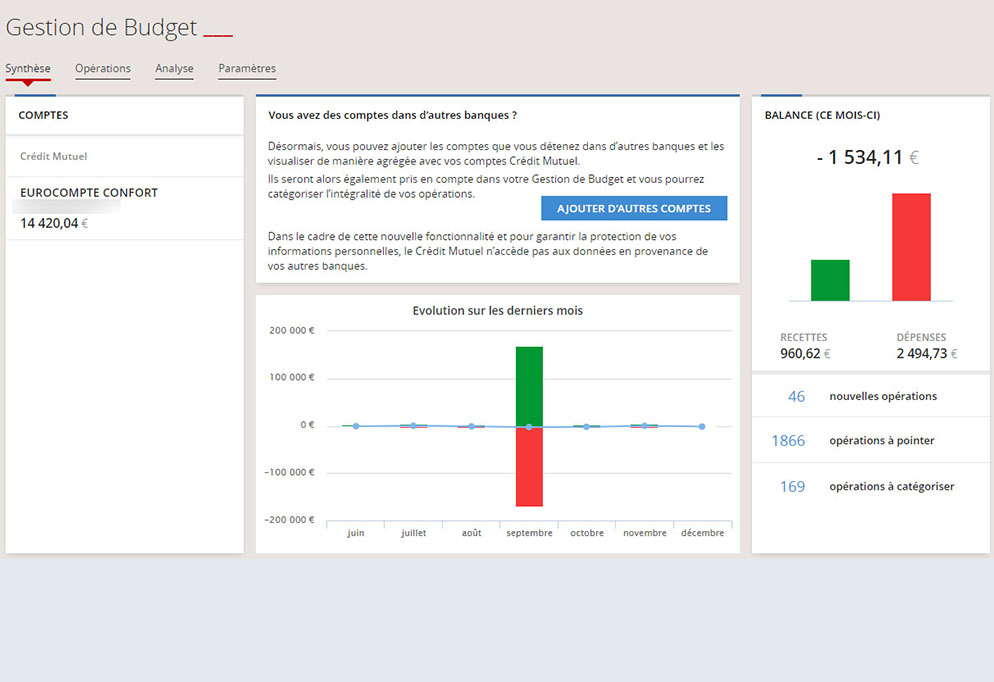 Gestion de Budget
Synthèse
Opérations
Analyse
Paramètres
COMPTES
Crédit Mutuel
EUROCOMPTE CONFORT
14 420,04 €
Vous avez des comptes dans d'autres banques ?
Désormais, vous pouvez ajouter les comptes que vous détenez dans d'autres banques et les
visualiser de manière agrégée avec vos comptes Crédit Mutuel.
Ils seront alors également pris en compte dans votre Gestion de Budget et vous pourrez
catégoriser l'intégralité de vos opérations.
AJOUTER D'AUTRES COMPTES
Dans le cadre de cette nouvelle fonctionnalité et pour garantir la protection de vos
informations personnelles, le Crédit Mutuel n'accède pas aux données en provenance de
vos autres banques.
Evolution sur les derniers mois
200 000 €
100 000 €
0 €
-100 000 €
-200 000 €
juin
juillet
août
septembre
octobre
novembre
décembre
BALANCE (CE MOIS-CI)
- 1 534,11 €
RECETTES
960,62 €
DÉPENSES
2 494,73 €
46 nouvelles opérations
1866 opérations à pointer
169 opérations à catégoriser